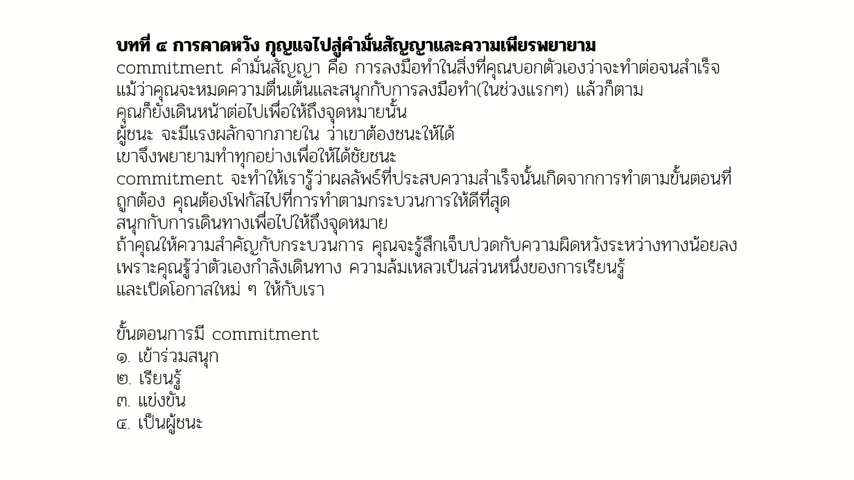 บทที่ ๔ การคาดหวัง กุญแจไปสู่คำมั่นสัญญาและความเพียรพยายาม
commitment คำมั่นสัญญา คือ การลงมือทำในสิ่งที่คุณบอกตัวเองว่าจะทำต่อจนสำเร็จ
แม้ว่าคุณจะหมดความตื่นเต้นและสนุกกับการลงมือทำ(ในช่วงแรกๆ) แล้วก็ตาม
คุณก็ยังเดินหน้าต่อไปเพื่อให้ถึงจุดหมายนั้น
ผู้ชนะ จะมีแรงผลักจากภายใน ว่าเขาต้องชนะให้ได้
เขาจึงพยายามทำทุกอย่างเพื่อให้ได้ชัยชนะ
commitment จะทำให้เรารู้ว่าผลลัพธ์ที่ประสบความสำเร็จนั้นเกิดจากการทำตามขั้นตอนที่
ถูกต้อง คุณต้องโฟกัสไปที่การทำตามกระบวนการให้ดีที่สุด
สนุกกับการเดินทางเพื่อไปให้ถึงจุดหมาย
ถ้าคุณให้ความสำคัญกับกระบวนการ คุณจะรู้สึกเจ็บปวดกับความผิดหวังระหว่างทางน้อยลง
เพราะคุณรู้ว่าตัวเองกำลังเดินทาง ความล้มเหลวเป็นส่วนหนึ่งของการเรียนรู้
และเปิดโอกาสใหม่ ๆ ให้กับเรา
ขั้นตอนการมี commitment
๑. เข้าร่วมสนุก
๒. เรียนรู้
๓. แข่งขัน
๔. เป็นผู้ชนะ